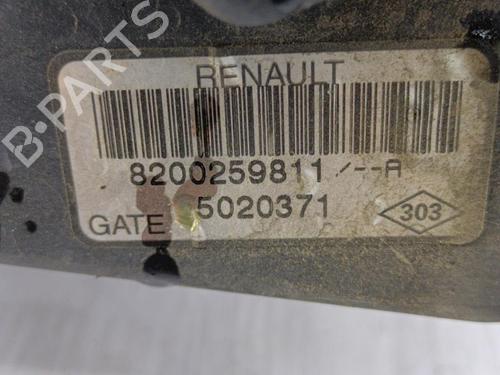 RENAULT
8200259811/--A
5020371
GATE
303
B-PARTS